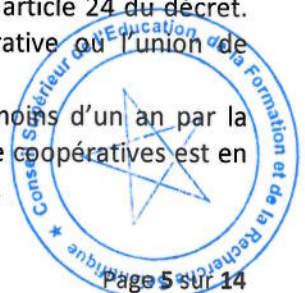 article 24 du décret.
rative ou l'union de
moins d'un an par la
e coopératives est en
Conseil Supérieur de l'Education, de la Formation et de la Recherche Scientifique ★
Page 5 sur 14